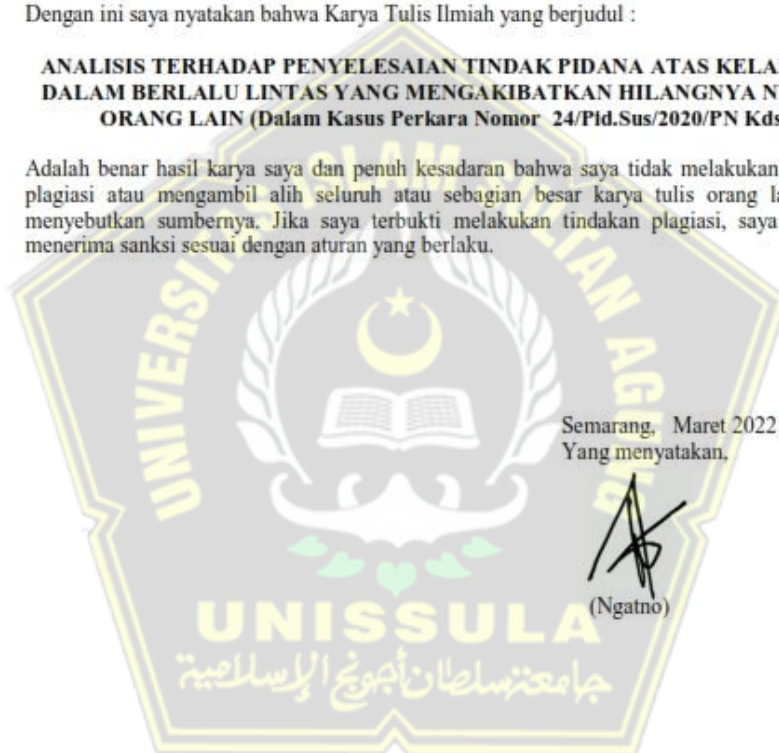 Dengan ini saya nyatakan bahwa Karya Tulis Ilmiah yang berjudul :
ANALISIS TERHADAP PENYELESAIAN TINDAK PIDANA ATAS
DALAM BERLALU LINTAS YANG MENGAKIBATKAN HILANGNYA
ORANG LAIN (Dalam Kasus Perkara Nomor 24/Pid.Sus/2020/PN Kds
Adalah benar hasil karya saya dan penuh kesadaran bahwa saya tidak melakukan
plagiasi atau mengambil alih seluruh atau sebagian besar karya tulis orang
menyebutkan sumbernya. Jika saya terbukti melakukan tindakan plagiasi, saya
menerima sanksi sesuai dengan aturan yang berlaku.
UNIVERSITAS ISLAM SULTAN AGUNG
Semarang, Maret 2022
Yang menyatakan,
(Ngatno)
UNISSULA
جامعة سلطان أجونج الإسلامية